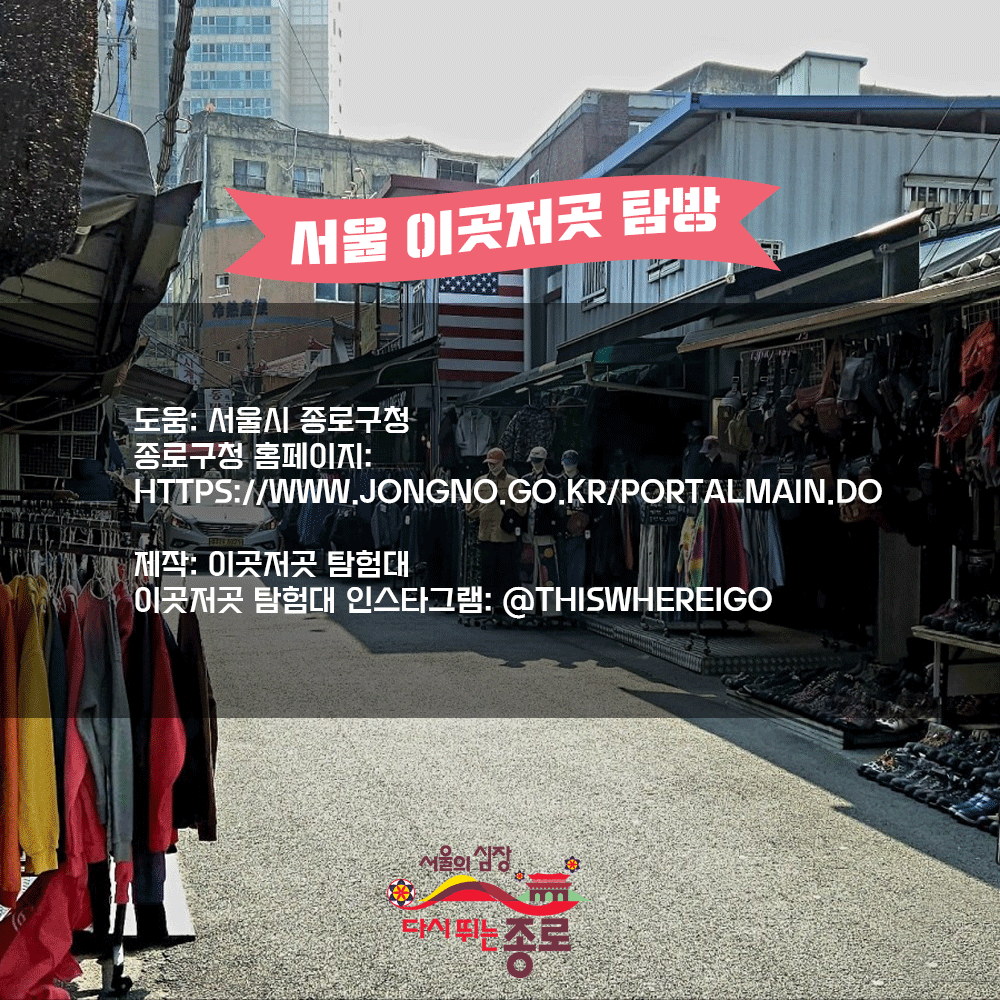 서울 이곳저곳 탐방
도움: 서울시 종로구청
종로구청 홈페이지:
HTTPS://WWW.JONGNO.GO.KR/PORTALMAIN.DO
제작: 이곳저곳 탐험대
이곳저곳 탐험대 인스타그램: @THISWHEREIGO
서울의 심장
다시 뛰는 종로